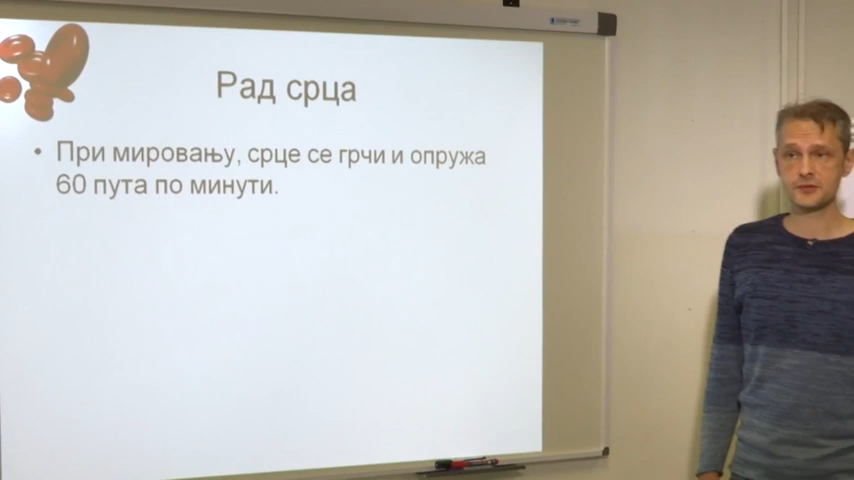 Рад срца
• При мировању, срце се грчи и опружа
60 пута по минути.